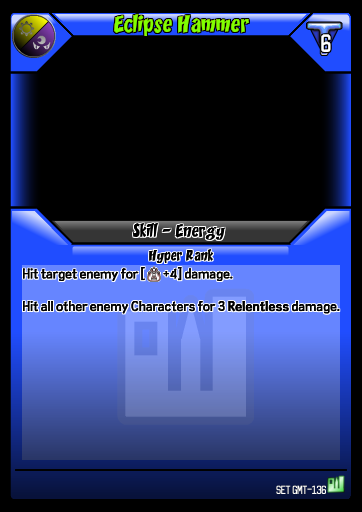 Eclipse Hammer
6
Skill - Energy
Hyper Rank
Hit target enemy for [ +4] damage.
Hit all other enemy Characters for 3 Relentless damage.
SET GMT-136